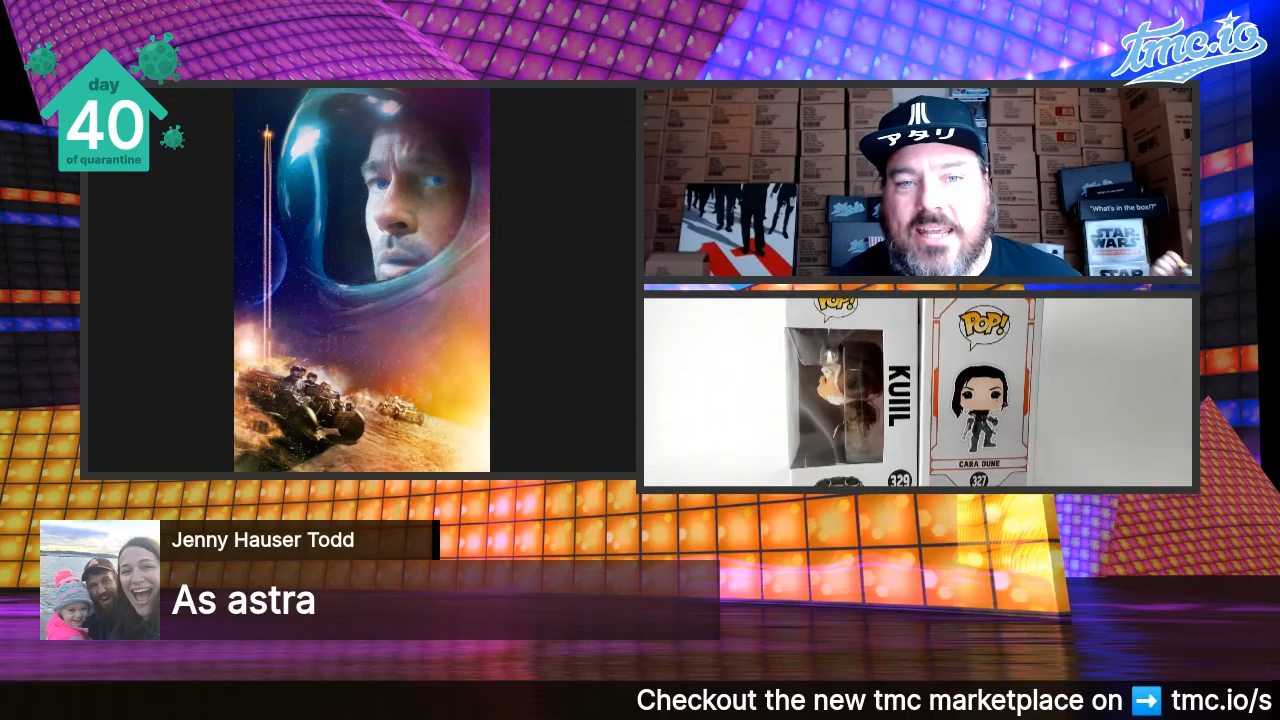 day
40
of quarantine
tmc.io
アタリ
"What's in the box!?"
STAR
WARS
STAR
POP!
POP!
KUIIL
CARA DUNE
329
327
Jenny Hauser Todd
As astra
Checkout the new tmc marketplace on ➡️ tmc.io/s